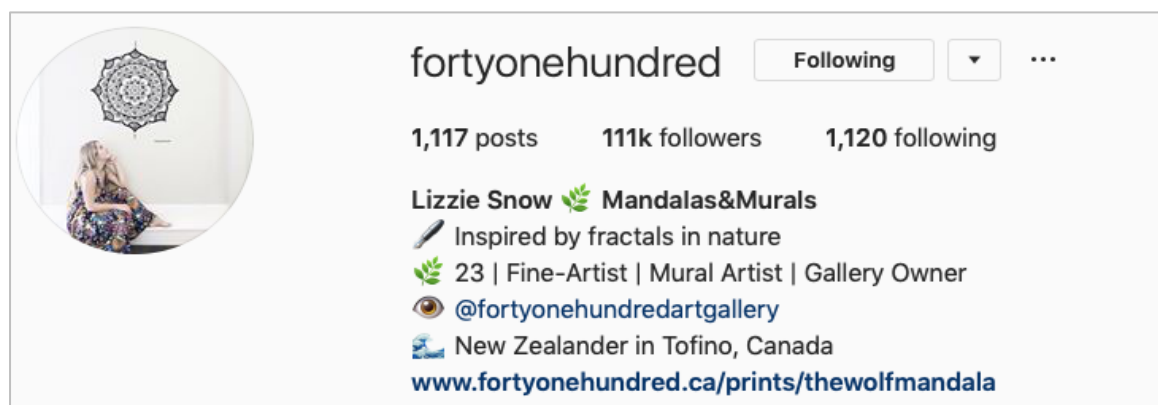 fortyonehundred Following
1,117 posts 111k followers 1,120 following
Lizzie Snow 🌿 Mandalas&Murals
🖋️ Inspired by fractals in nature
🌿 23 | Fine-Artist | Mural Artist | Gallery Owner
👁️ @fortyonehundredartgallery
🌊 New Zealander in Tofino, Canada
www.fortyonehundred.ca/prints/thewolfmandala